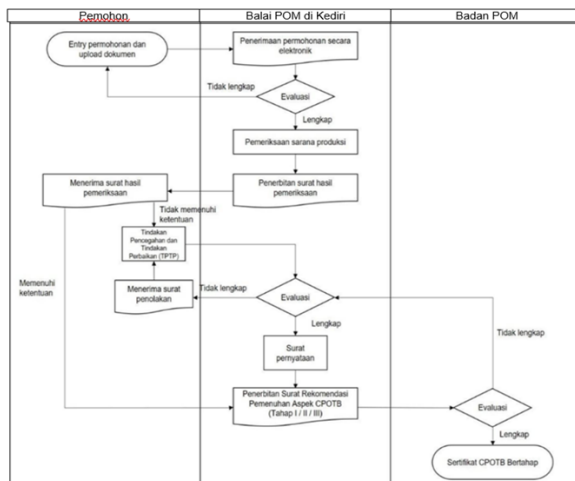 Pemohon
Balai POM di Kediri
Badan POM
Entry permohonan dan
upload dokumen
Penerimaan permohonan secara
elektronik
Tidak lengkap
Evaluasi
Lengkap
Pemeriksaan sarana produksi
Menerima surat hasil
pemeriksaan
Penerbitan surat hasil
pemeriksaan
Tidak memenuhi
ketentuan
Tindakan
Pencegahan dan
Tindakan
Perbaikan (TPTP)
Memenuhi
ketentuan
Menerima surat
penolakan
Tidak lengkap
Evaluasi
Lengkap
Tidak lengkap
Surat
pernyataan
Penerbitan Surat Rekomendasi
Pemenuhan Aspek CPOTB
(Tahap I / II / III)
Evaluasi
Lengkap
Sertifikat CPOTB Bertahap